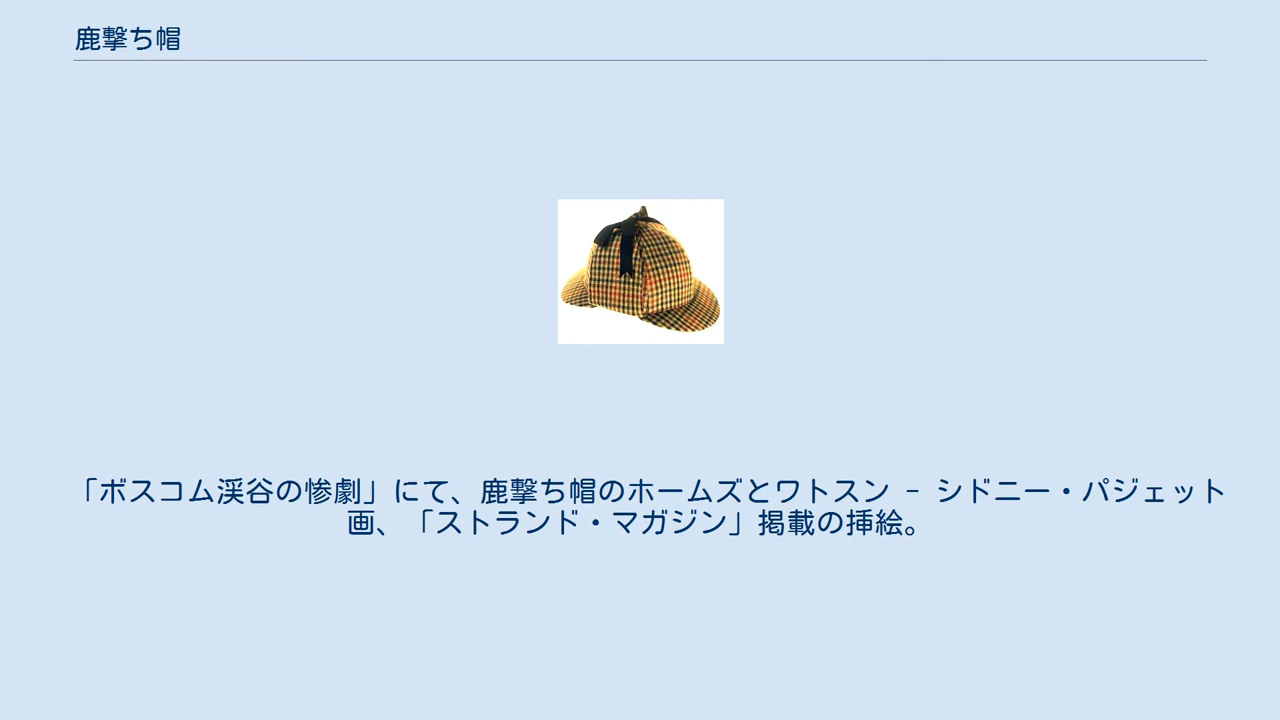 鹿撃ち帽
「ボスコム渓谷の惨劇」にて、鹿撃ち帽のホームズとワトスン - シドニー・パジェット
画、「ストランド・マガジン」掲載の挿絵。